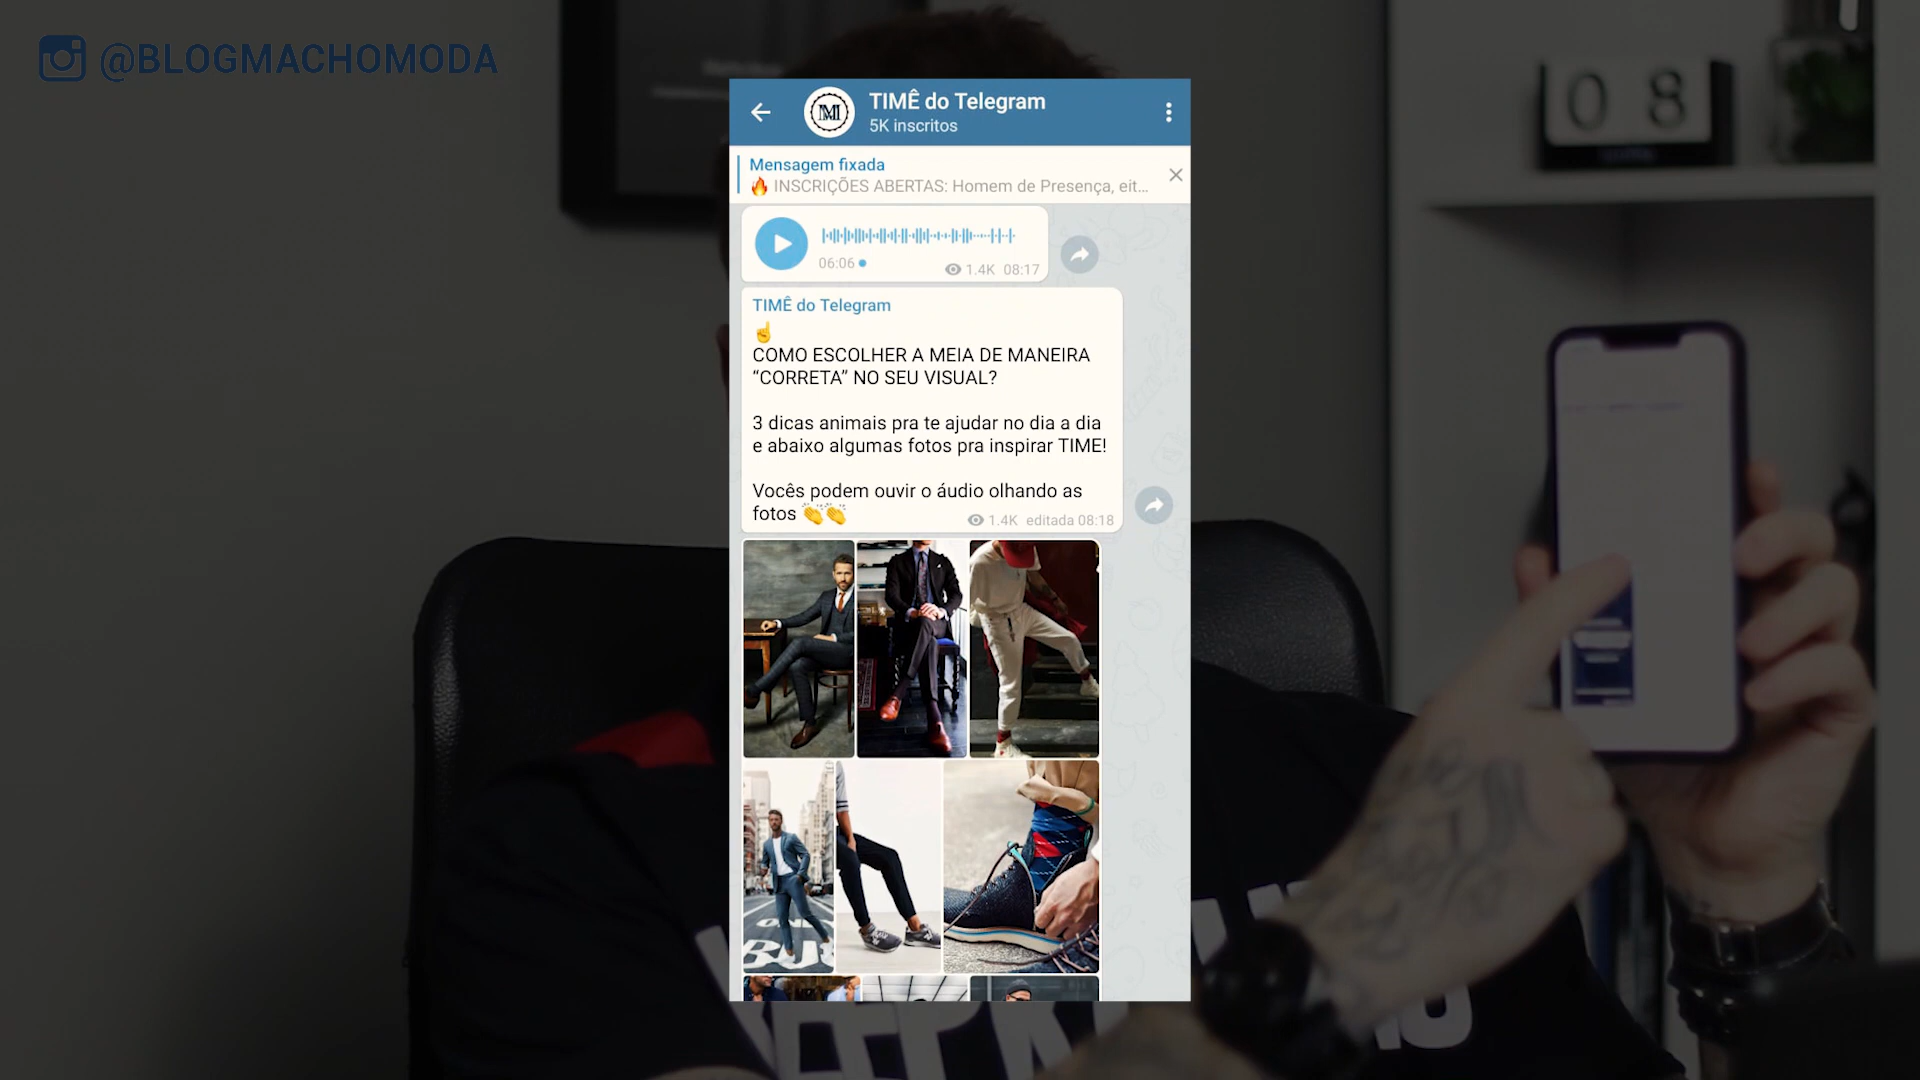 @BLOGMACHOMODA
08
TIMÊ do Telegram
5K inscritos
Mensagem fixada
🔥 INSCRIÇÕES ABERTAS: Homem de Presença, eit...
06:06
1.4K 08:17
TIMÊ do Telegram
☝
COMO ESCOLHER A MEIA DE MANEIRA
“CORRETA” NO SEU VISUAL?
3 dicas animais pra te ajudar no dia a dia
e abaixo algumas fotos pra inspirar TIME!
Vocês podem ouvir o áudio olhando as
fotos 👏👏
1.4K editada 08:18
BUS